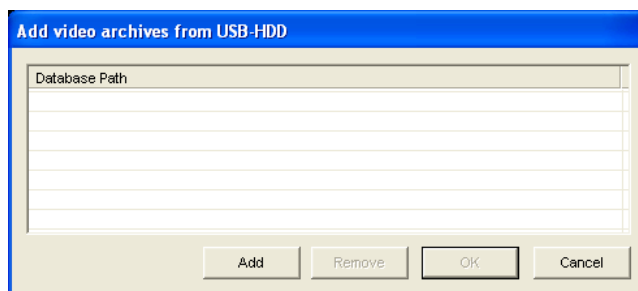 Add video archives from USB-HDD
Database Path
Add Remove OK Cancel